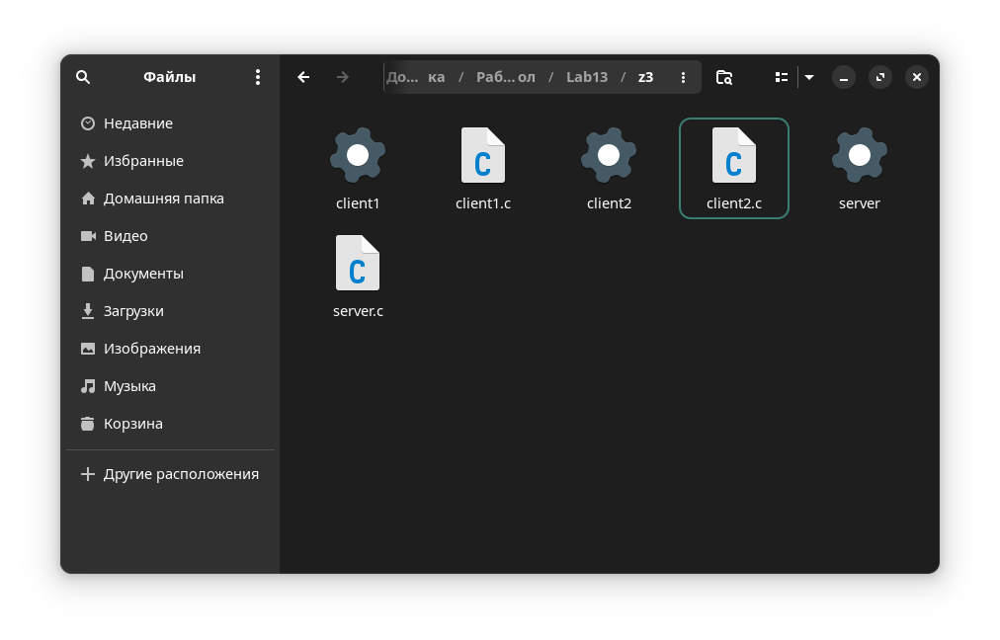 Файлы
До... ка / Раб...ол / Lab13 / z3
Недавние
Избранные
Домашняя папка
Видео
Документы
Загрузки
Изображения
Музыка
Корзина
Другие расположения
C C
client1 client1.c client2 client2.c server
C
server.c